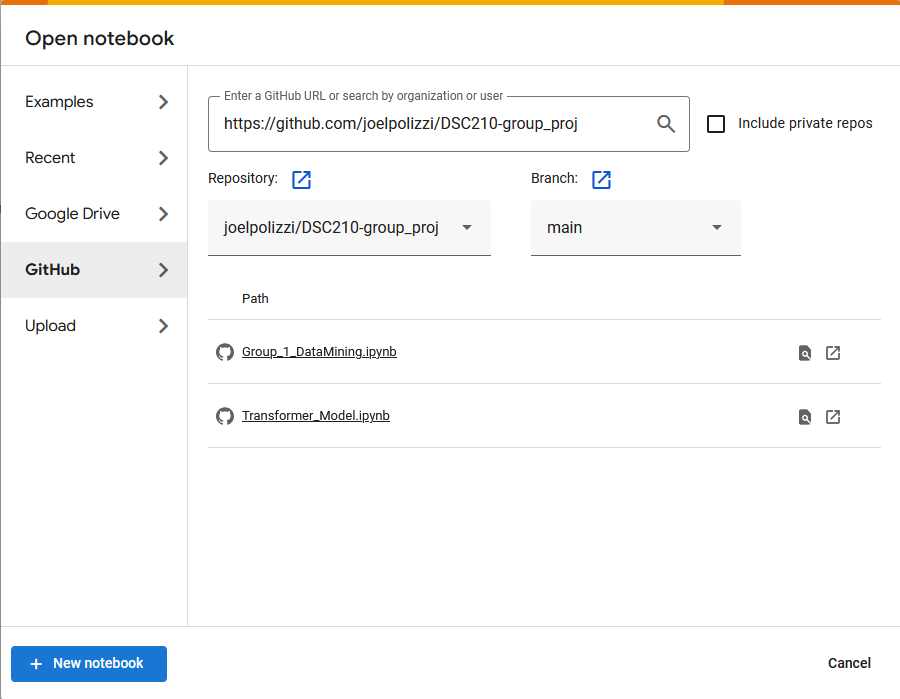 Open notebook
Examples
Recent
Google Drive
GitHub
Upload
Enter a GitHub URL or search by organization or user
https://github.com/joelpolizzi/DSC210-group_proj
Include private repos
Repository:
Branch:
joelpolizzi/DSC210-group_proj
main
Path
Group_1_DataMining.ipynb
Transformer_Model.ipynb
+ New notebook
Cancel